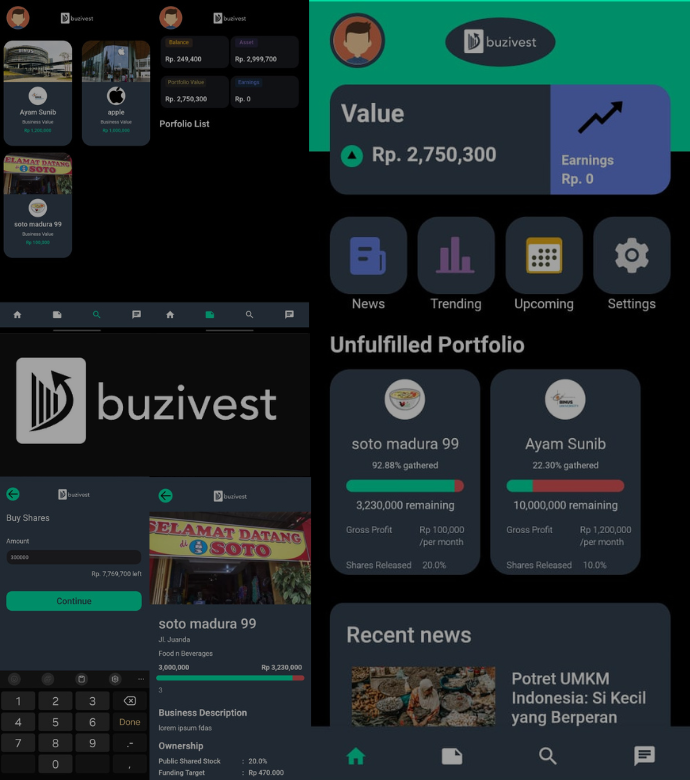 buzivest
Ayam Sunib
Business Value
Rp 1,200,000
apple
Business Value
SELAMAT DATANG
SOTO
soto madura 99
Business Value
Rp 100,000
buzivest
Balance
Rp. 249,400
Asset
Rp. 2,999,700
Portfolio Value
Rp. 2,750,300
Earnings
Rp. 0
Porfolio List
buzivest
buzivest
Buy Shares
Amount
300000
Rp. 7,769,700 left
Continue
1 2 3
4 5 6 Done
7 8 9 .-
0 ,
buzivest
SELAMAT DATANG
di SOTO
soto madura 99
Jl. Juanda
Food n Beverages
3,000,000 Rp 3,230,000
3
Business Description
lorem ipsum fdas
Ownership
Public Shared Stock : 20.0%
Funding Target : Rp 470.000
buzivest
Value
Rp. 2,750,300
Earnings
Rp. 0
News Trending Upcoming Settings
Unfulfilled Portfolio
soto madura 99
92.88% gathered
3,230,000 remaining
Gross Profit Rp 100,000
/per month
Shares Released 20.0%
Ayam Sunib
22.30% gathered
10,000,000 remaining
Gross Profit Rp 1,200,000
/per month
Shares Released 10.0%
Recent news
Potret UMKM
Indonesia: Si Kecil
yang Berperan